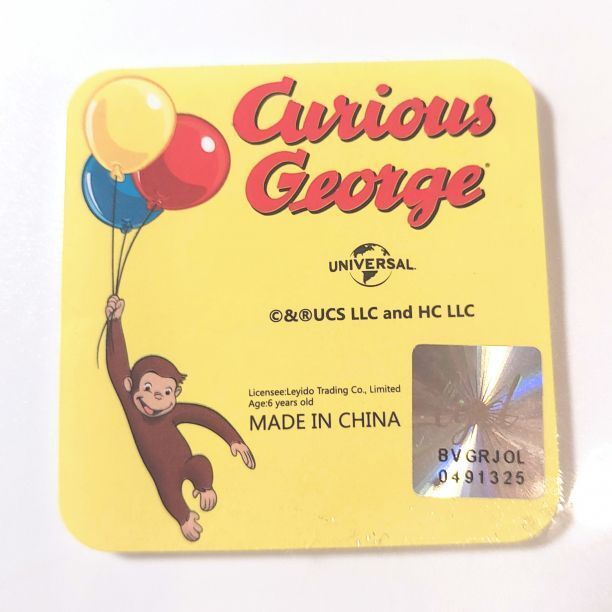 Curious
George
UNIVERSAL
©&®UCS LLC and HC LLC
Licensee:Leyido Trading Co., Limited
Age:6 years old
MADE IN CHINA
8VGRJOL
0491325